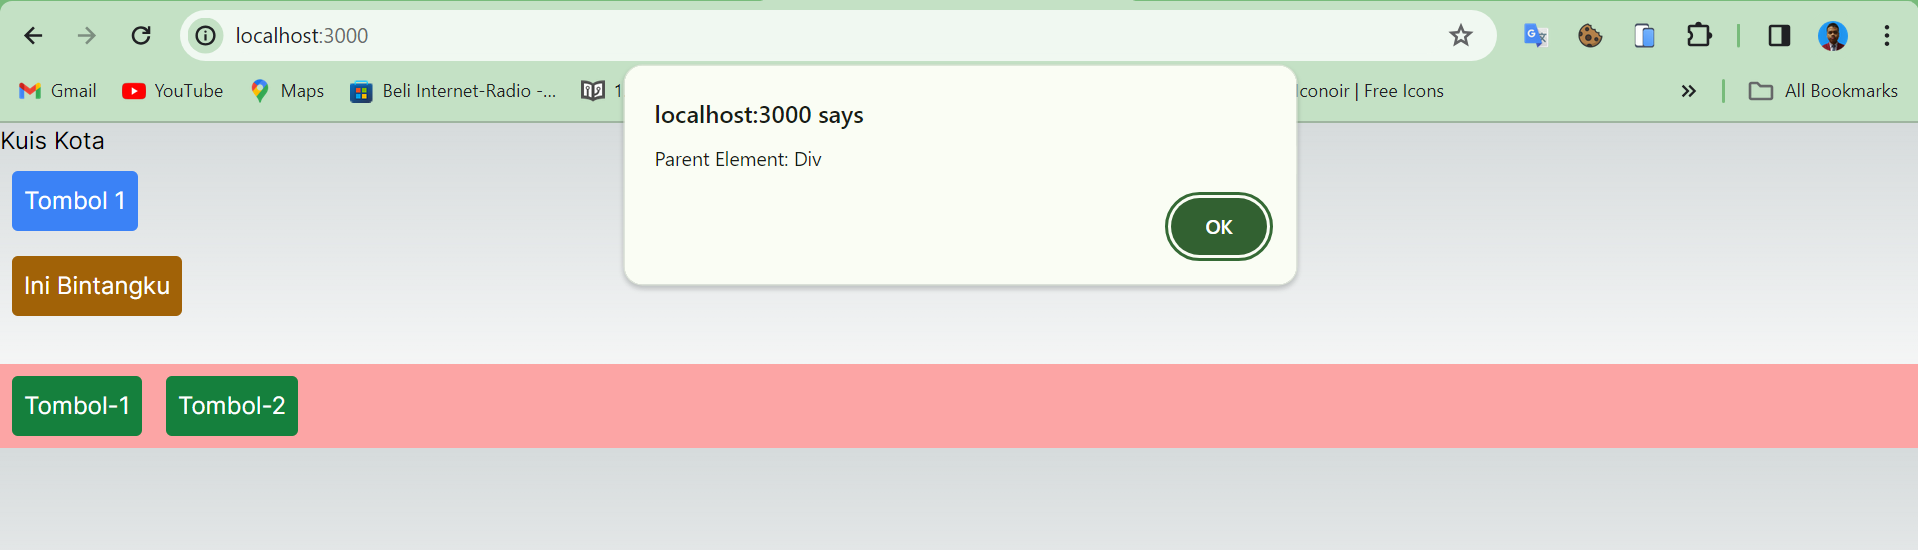 localhost:3000
Gmail YouTube Maps Beli Internet-Radio -... 1 Iconoir | Free Icons All Bookmarks
localhost:3000 says
Parent Element: Div
OK
Kuis Kota
Tombol 1
Ini Bintangku
Tombol-1 Tombol-2